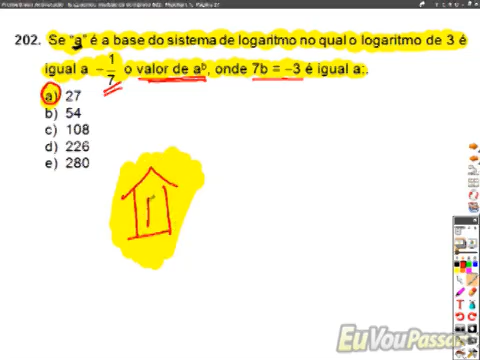 202. Se "a" é a base do sistema de logaritmo no qual o logaritmo de 3 é
igual a −1/7 o valor de aᵇ, onde 7b = −3 é igual a:.
a) 27
b) 54
c) 108
d) 226
e) 280
EuVouPassar